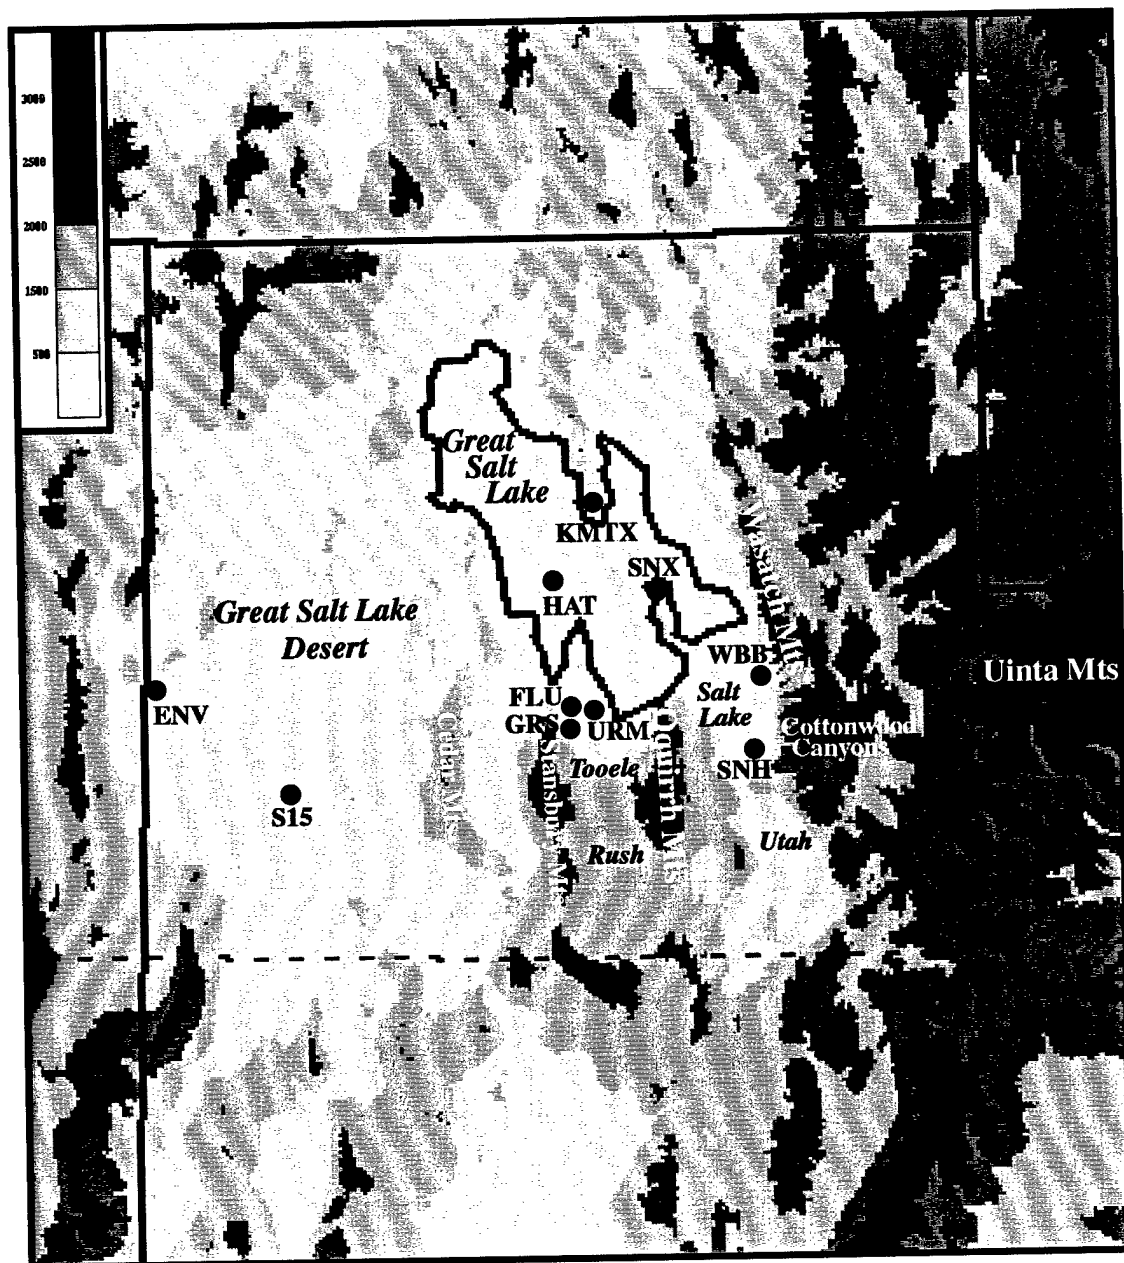 3000
2500
2000
1500
500
Great
Salt
Lake
KMTX
SNX
HAT
Great Salt Lake
Desert
Wasatch Mts
WBB
Uinta Mts
ENV
FLU
GRS
URM
Salt
Lake
Cottonwood
Canyons
SNH
Cedar Mts
Stansbury Mts
Tooele
Oquirrh Mts
S15
Rush
Utah